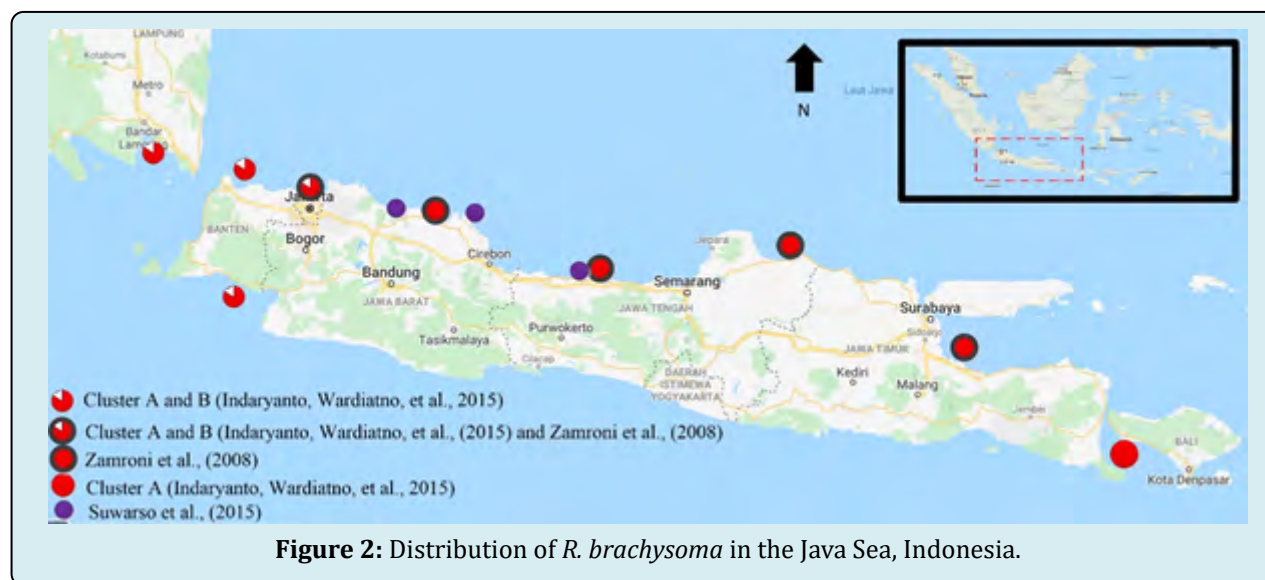 LAMPUNG
Kotabumi
Metro
Bandar
Lampung
N
Laut Jawa
Jakarta
BANTEN
Bogor
Bandung
JAWA BARAT
Cirebon
Tasikmalaya
Cilacap
Purwokerto
JAWA TENGAH
Semarang
Jepara
DAERAH
ISTIMEWA
YOGYAKARTA
Surabaya
Sidoarjo
JAWA TIMUR
Kediri
Malang
Jember
BALI
Kota Denpasar
Cluster A and B (Indaryanto, Wardiatno, et al., 2015)
Cluster A and B (Indaryanto, Wardiatno, et al., (2015) and Zamroni et al., (2008)
Zamroni et al., (2008)
Cluster A (Indaryanto, Wardiatno, et al., 2015)
Suwarso et al., (2015)
Figure 2: Distribution of R. brachysoma in the Java Sea, Indonesia.